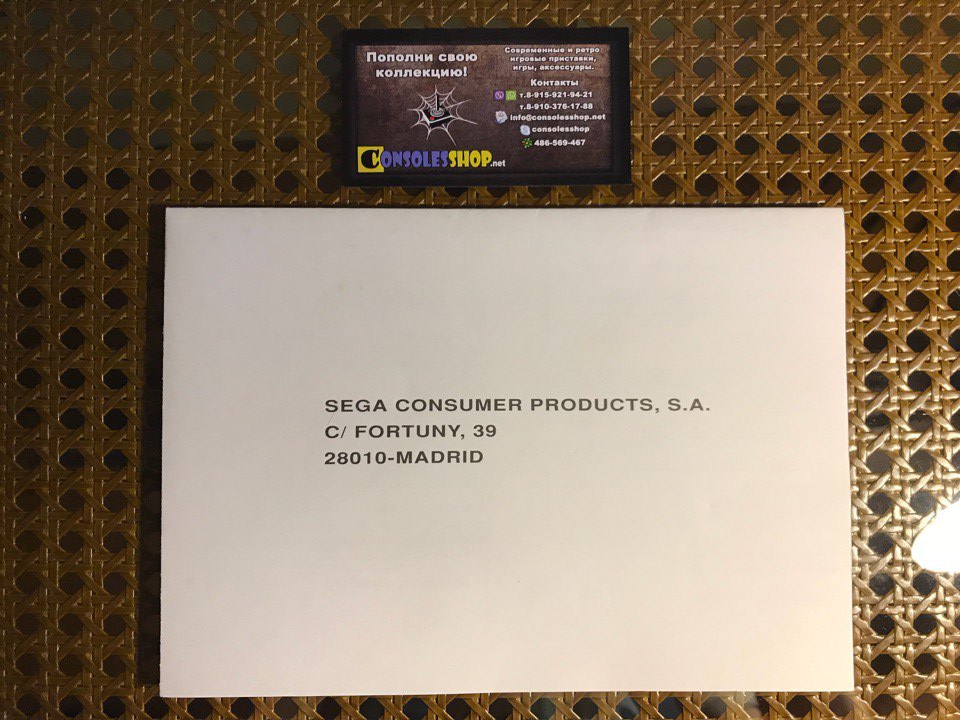 Пополни свою
коллекцию!
CONSOLESSHOP.net
Современные и ретро
игровые приставки,
игры, аксессуары.
Контакты
т.8-915-921-94-21
т.8-910-376-17-88
info@consolesshop.net
consolesshop
486-569-467
SEGA CONSUMER PRODUCTS, S.A.
C/ FORTUNY, 39
28010-MADRID